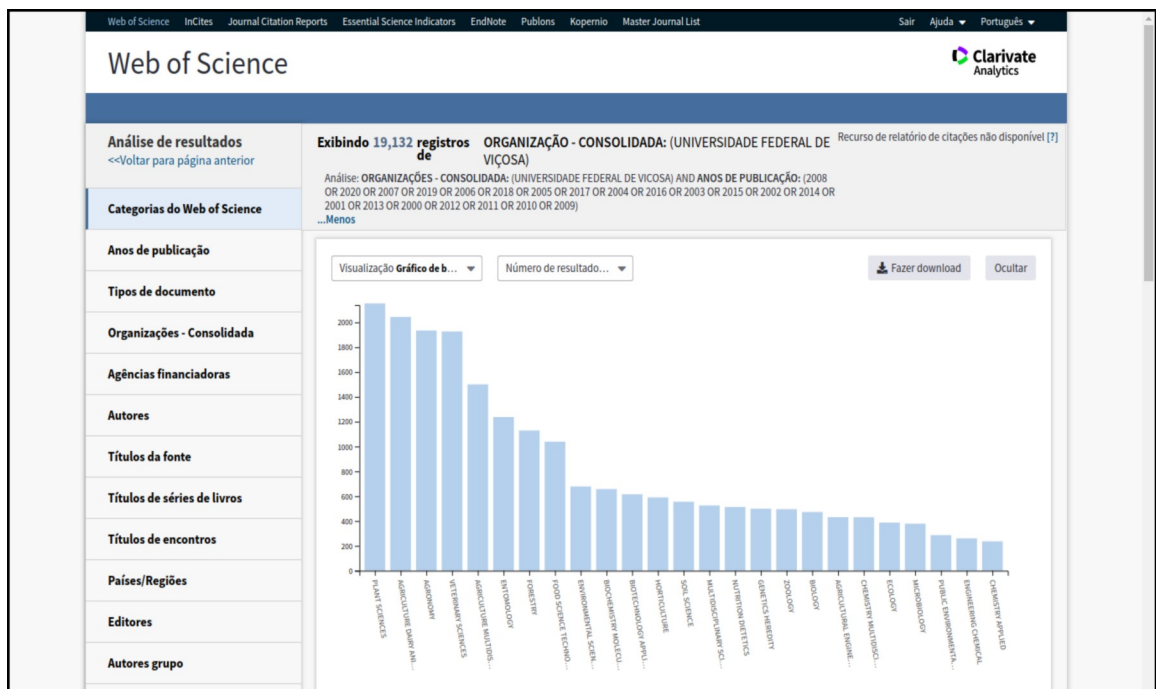 Web of Science InCites Journal Citation Reports Essential Science Indicators EndNote Publons Kopernio Master Journal List Sair Ajuda Português
Web of Science
Clarivate
Analytics
Análise de resultados
<<Voltar para página anterior
Exibindo 19,132 registros
de
ORGANIZAÇÃO - CONSOLIDADA: (UNIVERSIDADE FEDERAL DE
VIÇOSA)
Recurso de relatório de citações não disponível [?]
Análise: ORGANIZAÇÕES - CONSOLIDADA: (UNIVERSIDADE FEDERAL DE VICOSA) AND ANOS DE PUBLICAÇÃO: (2008
OR 2020 OR 2007 OR 2019 OR 2006 OR 2018 OR 2005 OR 2017 OR 2004 OR 2016 OR 2003 OR 2015 OR 2002 OR 2014 OR
2001 OR 2013 OR 2000 OR 2012 OR 2011 OR 2010 OR 2009)
...Menos
Categorias do Web of Science
Anos de publicação
Tipos de documento
Organizações - Consolidada
Agências financiadoras
Autores
Títulos da fonte
Títulos de séries de livros
Títulos de encontros
Países/Regiões
Editores
Autores grupo
Visualização Gráfico de b...
Número de resultado...
Fazer download
Ocultar
2000
1800
1600
1400
1200
1000
800
600
400
200
0
PLANT SCIENCES
AGRICULTURE DAIRY ANI...
AGRONOMY
VETERINARY SCIENCES
AGRICULTURE MULTIDIS...
ENTOMOLOGY
FORESTRY
FOOD SCIENCE TECHNO...
ENVIRONMENTAL SCIEN...
BIOCHEMISTRY MOLECU...
BIOTECHNOLOGY APPLI...
HORTICULTURE
SOIL SCIENCE
MULTIDISCIPLINARY SCI...
NUTRITION DIETETICS
GENETICS HEREDITY
ZOOLOGY
BIOLOGY
AGRICULTURAL ENGINE...
CHEMISTRY MULTIDISCI...
ECOLOGY
MICROBIOLOGY
PUBLIC ENVIRONMENTA...
ENGINEERING CHEMICAL
CHEMISTRY APPLIED